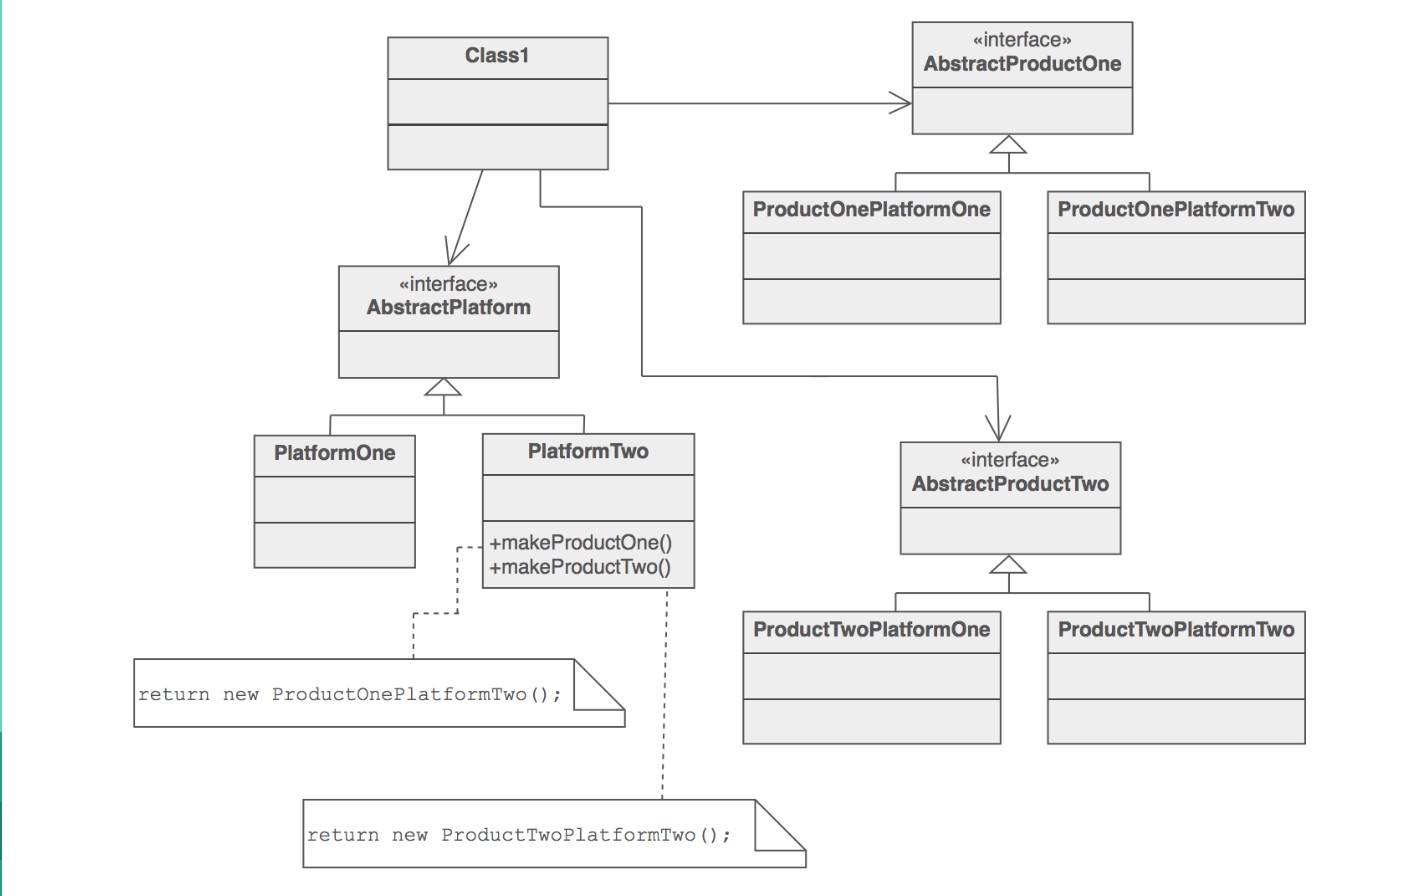 Class1
«interface»
AbstractProductOne
ProductOnePlatformOne
ProductOnePlatformTwo
«interface»
AbstractPlatform
PlatformOne
PlatformTwo
+makeProductOne()
+makeProductTwo()
«interface»
AbstractProductTwo
ProductTwoPlatformOne
ProductTwoPlatformTwo
return new ProductOnePlatformTwo();
return new ProductTwoPlatformTwo();